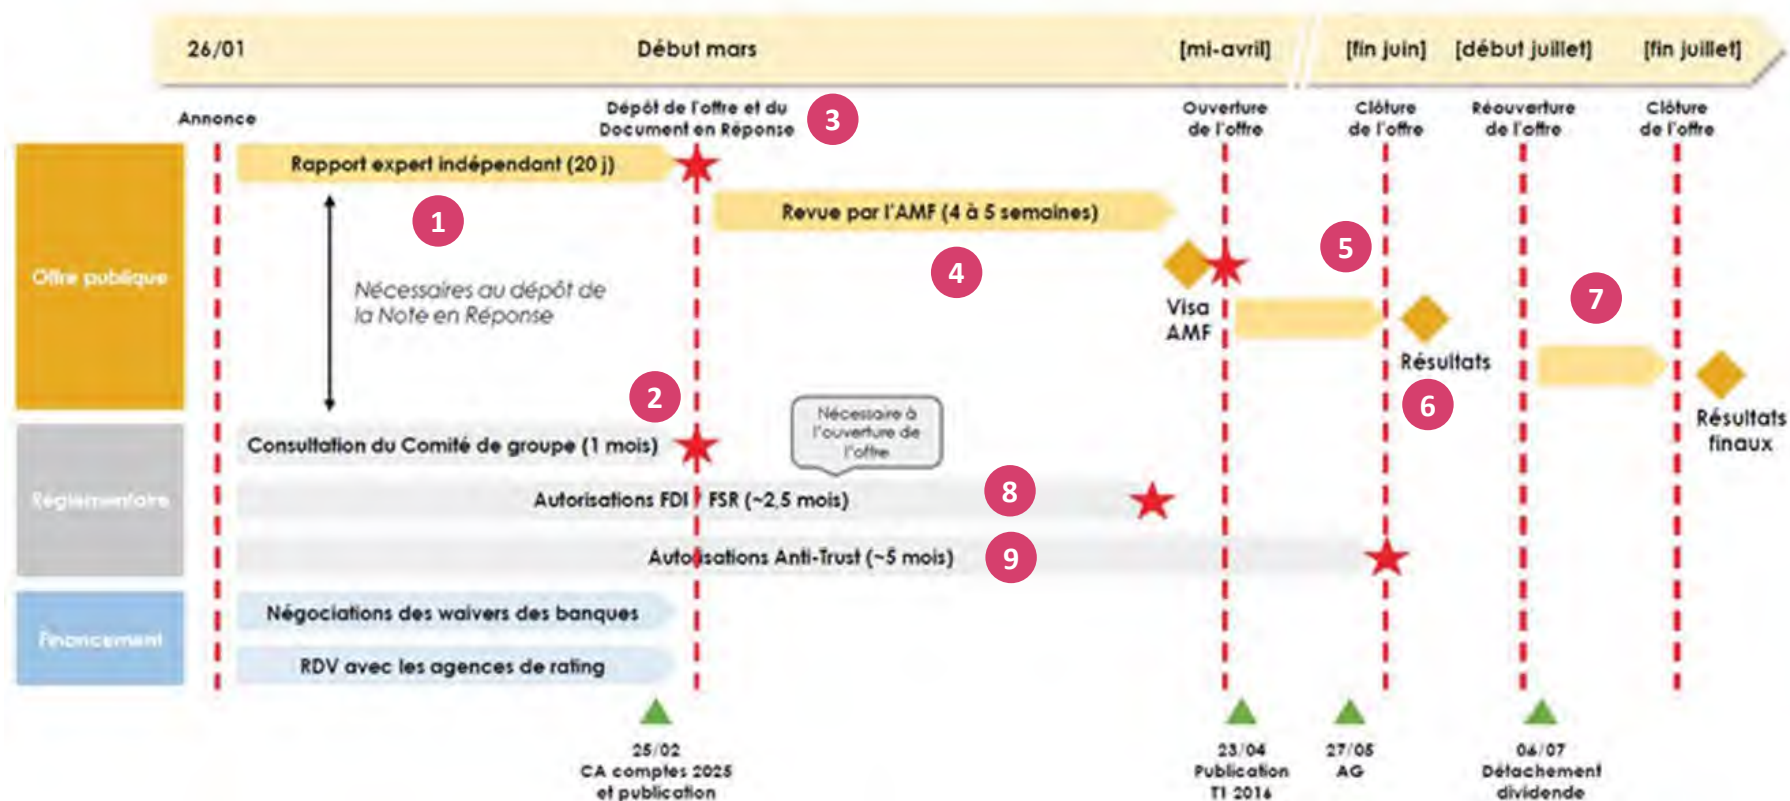 26/01
Début mars
[mi-avril]
[fin juin]
[début juillet]
[fin juillet]
Annonce
Dépôt de l'offre et du
Document en Réponse
3
Ouverture
de l'offre
Clôture
de l'offre
Réouverture
de l'offre
Clôture
de l'offre
Offre publique
Rapport expert indépendant (20 j)
1
Revue par l'AMF (4 à 5 semaines)
4
5
7
Nécessaires au dépôt de
la Note en Réponse
Visa
AMF
Résultats
6
Résultats
finaux
2
Réglementaire
Consultation du Comité de groupe (1 mois)
Nécessaire à
l'ouverture de
l'offre
Autorisations FDI / FSR (~2,5 mois)
8
Autorisations Anti-Trust (~5 mois)
9
Financement
Négociations des waivers des banques
RDV avec les agences de rating
25/02
CA comptes 2025
et publication
23/04
Publication
T1 2016
27/05
AG
06/07
Détachement
dividende